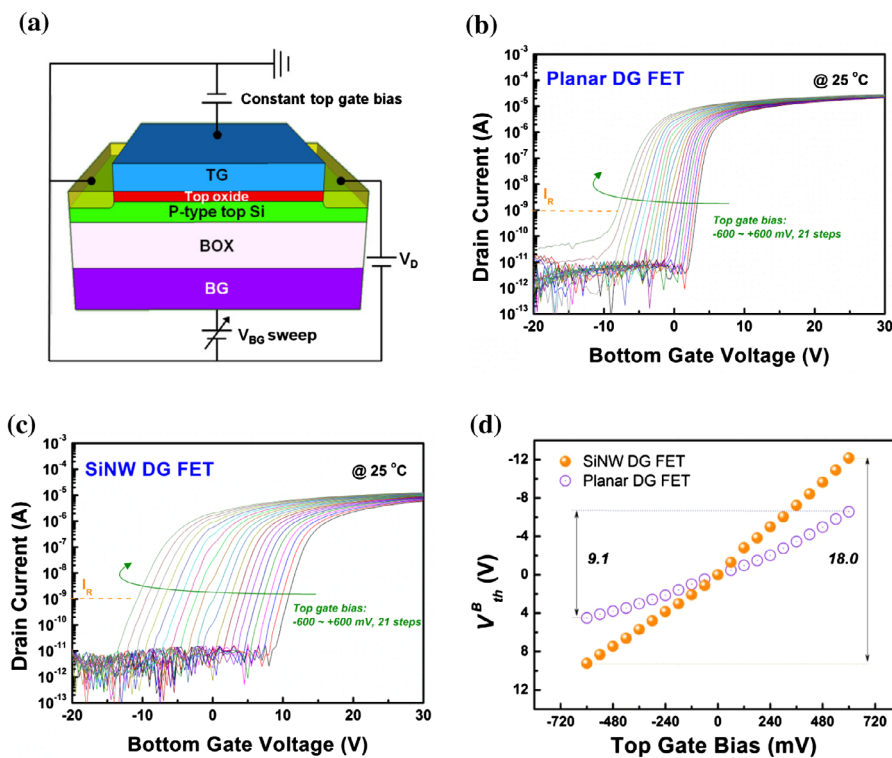 (a)
Constant top gate bias
TG
Top oxide
P-type top Si
BOX
BG
V_D
V_BG sweep
(b)
10^-3
10^-4
10^-5
10^-6
10^-7
10^-8
10^-9
10^-10
10^-11
10^-12
10^-13
Drain Current (A)
Planar DG FET
@ 25 °C
I_R
Top gate bias:
-600 ~ +600 mV, 21 steps
-20 -10 0 10 20 30
Bottom Gate Voltage (V)
(c)
10^-3
10^-4
10^-5
10^-6
10^-7
10^-8
10^-9
10^-10
10^-11
10^-12
10^-13
Drain Current (A)
SiNW DG FET
@ 25 °C
I_R
Top gate bias:
-600 ~ +600 mV, 21 steps
-20 -10 0 10 20 30
Bottom Gate Voltage (V)
(d)
-12
-8
-4
0
4
8
12
V^B_th (V)
SiNW DG FET
Planar DG FET
9.1
18.0
-720 -480 -240 0 240 480 720
Top Gate Bias (mV)